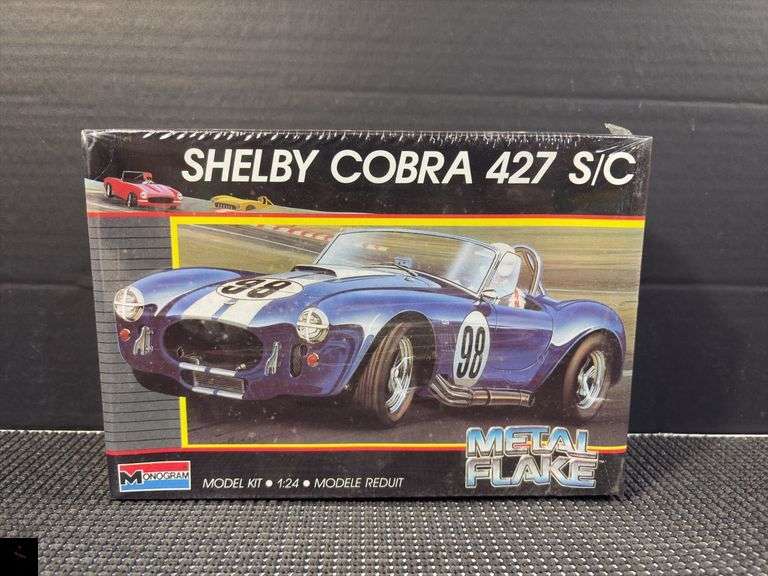 SHELBY COBRA 427 S/C
98
98
METAL
FLAKE
MONOGRAM
MODEL KIT • 1:24 • MODELE REDUIT